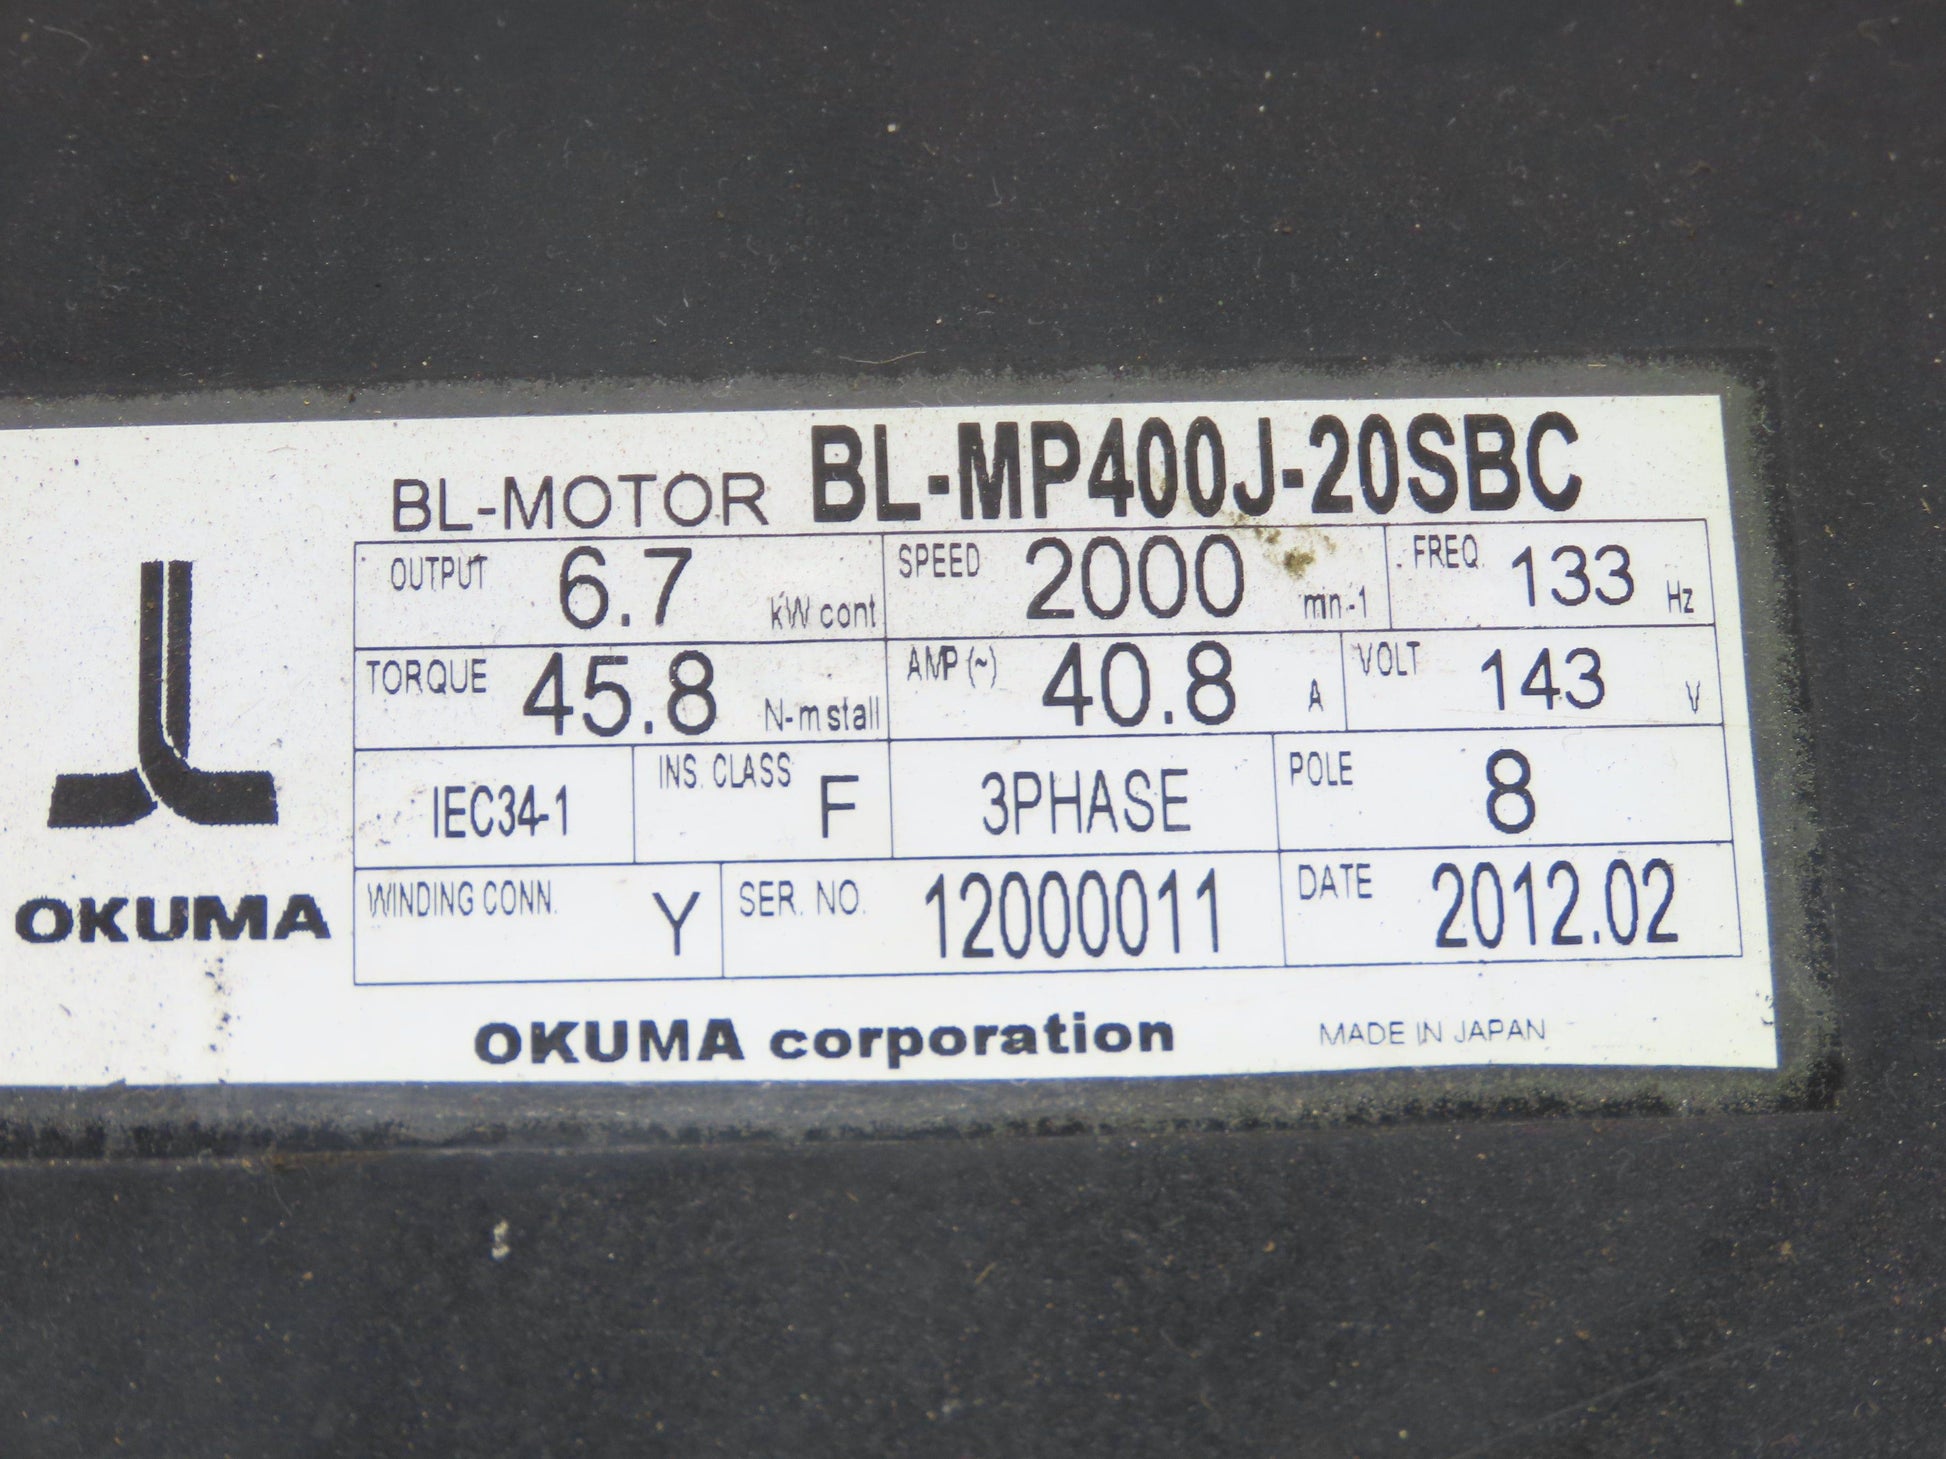 BL-MOTOR BL-MP400J-20SBC
OUTPUT 6.7 kW cont SPEED 2000 min-1 FREQ. 133 Hz
TORQUE 45.8 N-m stall AMP (~) 40.8 A VOLT 143 V
IEC34-1 INS. CLASS F 3PHASE POLE 8
WINDING CONN. Y SER. NO. 12000011 DATE 2012.02
OKUMA
OKUMA corporation MADE IN JAPAN